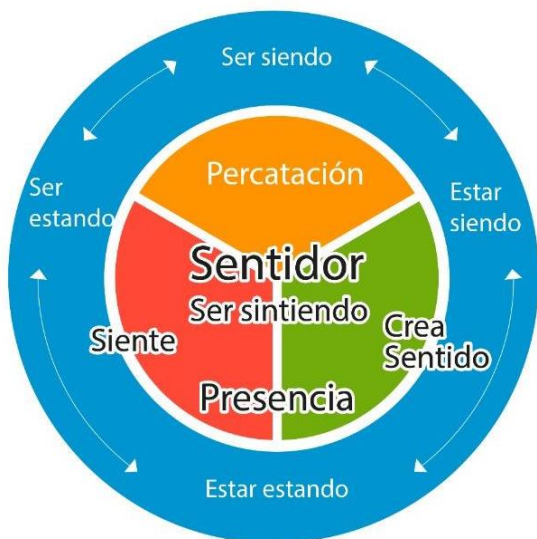 Ser siendo
Percatación
Ser
estando
Estar
siendo
Sentidor
Ser sintiendo
Siente
Crea
Sentido
Presencia
Estar estando